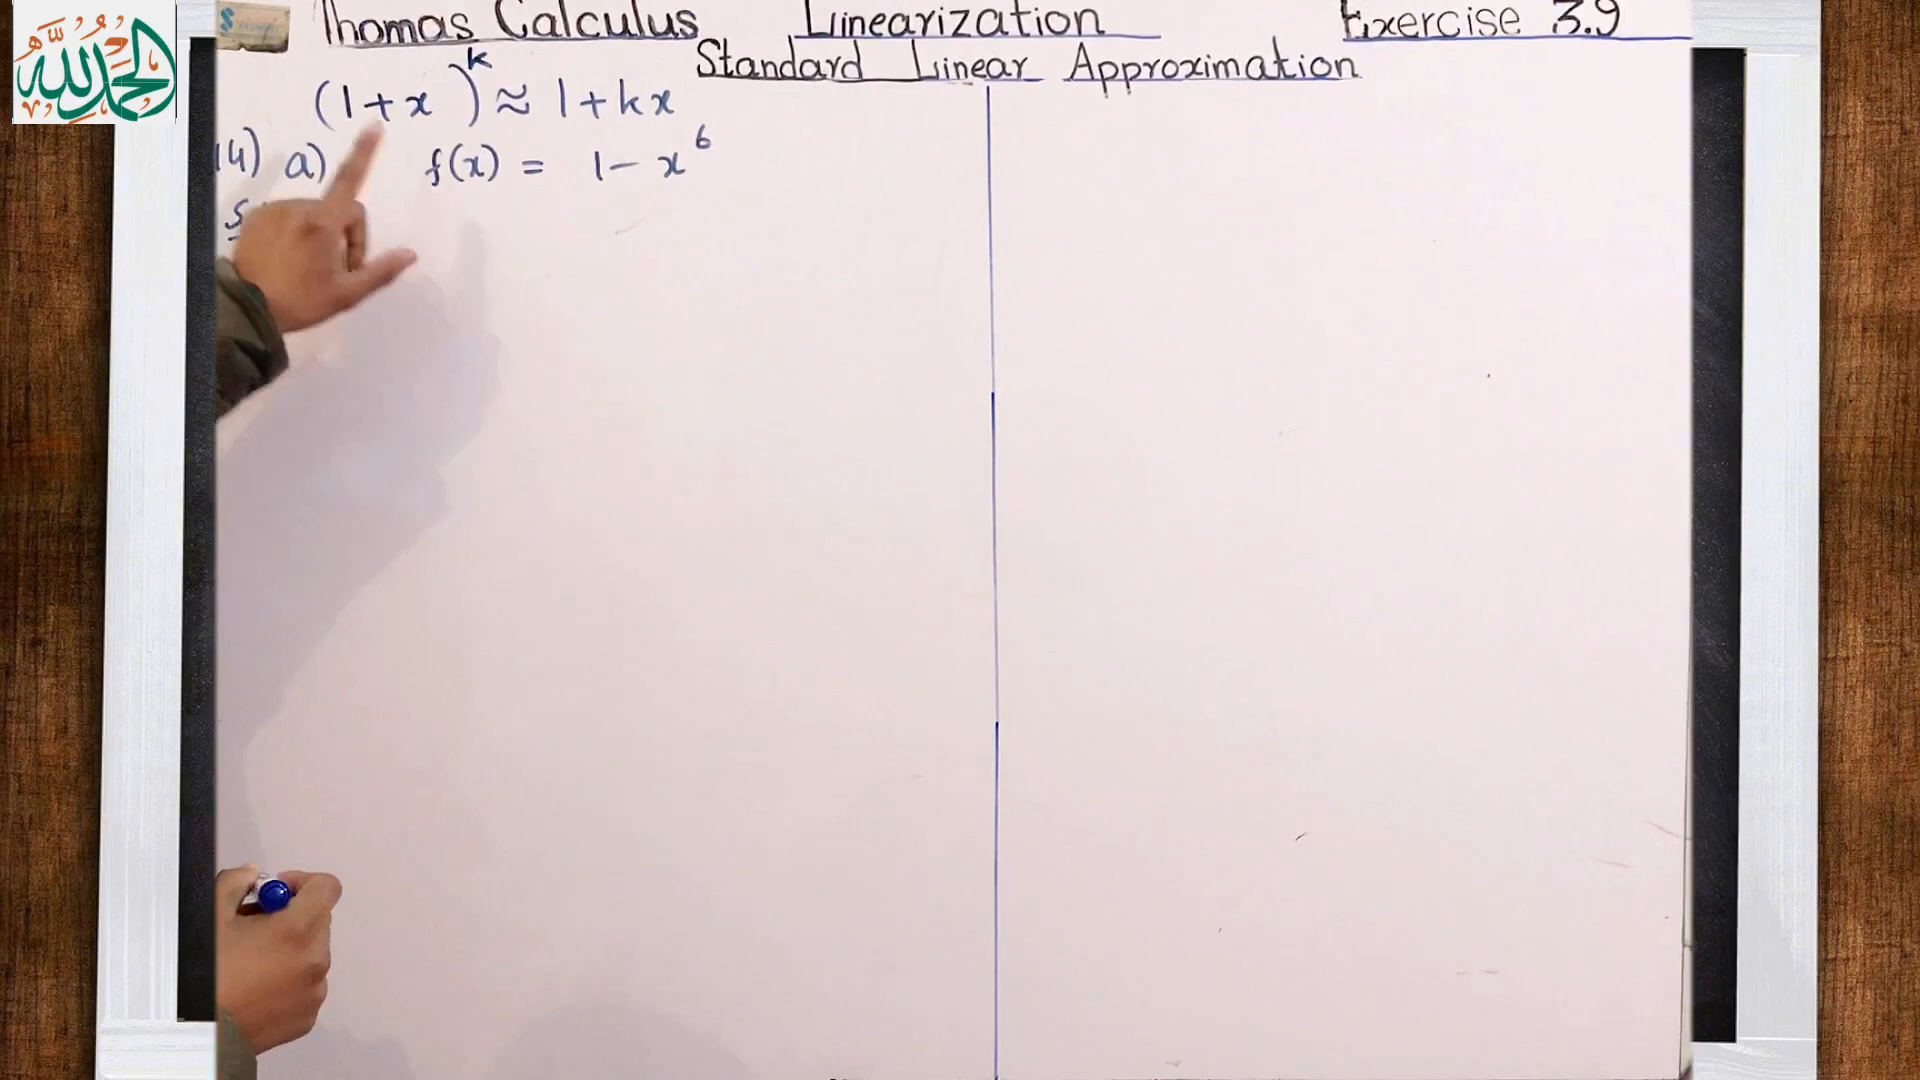 الحمد لله
Thomas Calculus Linearization Exercise 3.9
Standard Linear Approximation
(1+x)^k ≈ 1+kx
14) a) f(x) = 1 - x^6